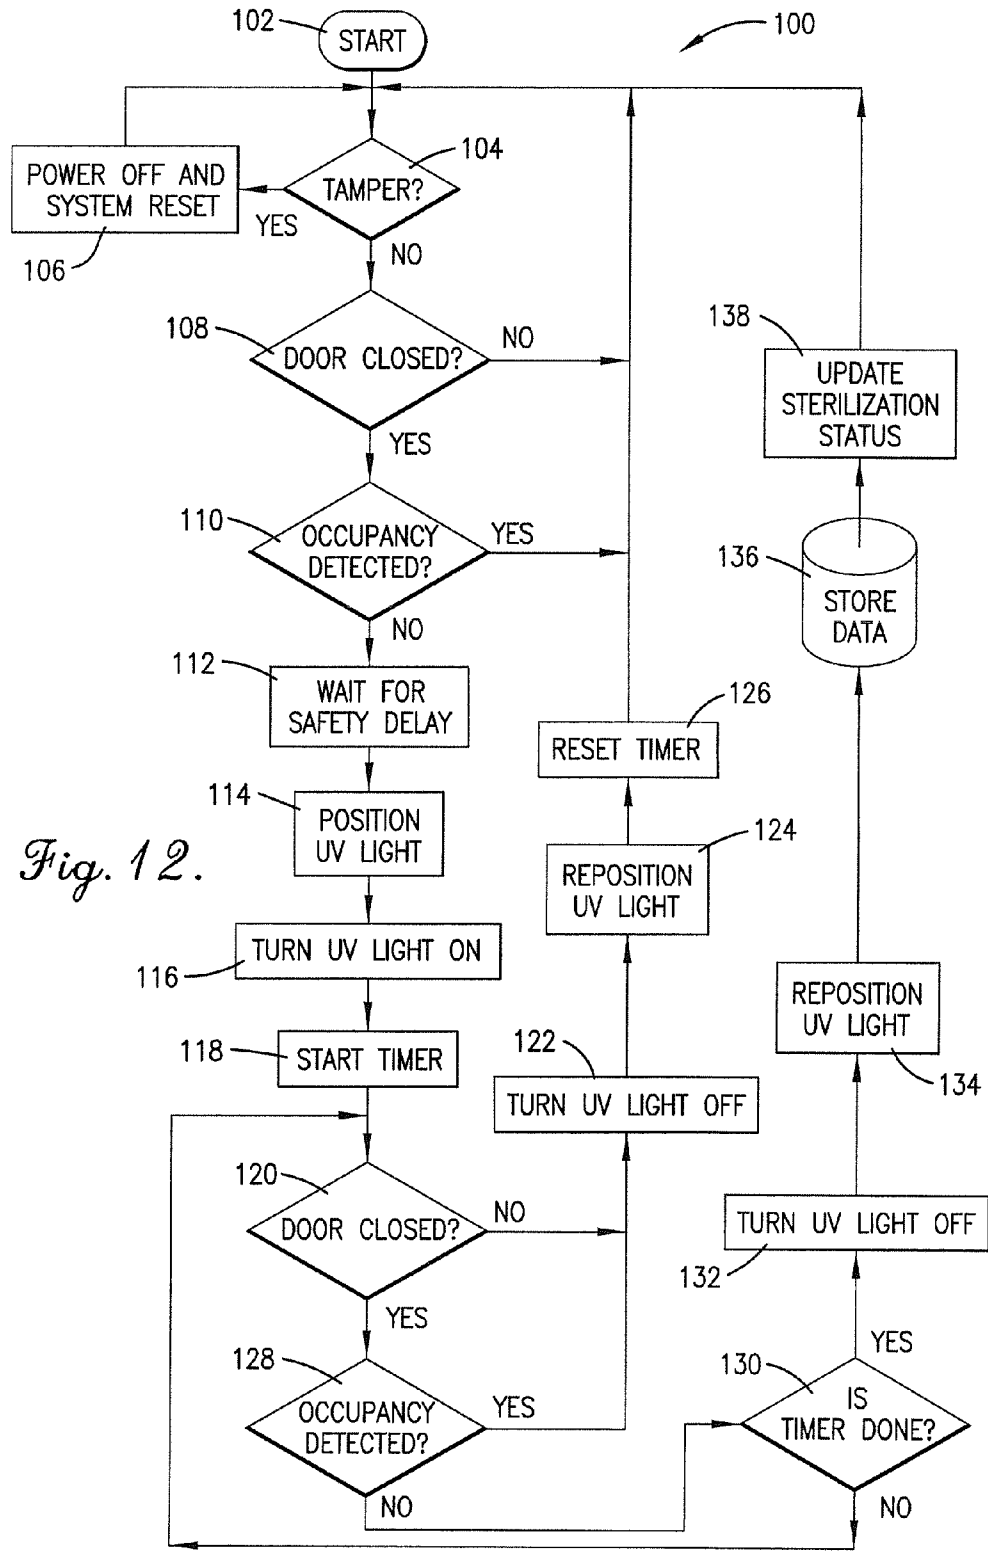 102
START
100
104
TAMPER?
POWER OFF AND
SYSTEM RESET
YES
106
NO
108
DOOR CLOSED?
NO
YES
138
UPDATE
STERILIZATION
STATUS
110
OCCUPANCY
DETECTED?
YES
NO
136
STORE
DATA
112
WAIT FOR
SAFETY DELAY
126
RESET TIMER
114
POSITION
UV LIGHT
124
REPOSITION
UV LIGHT
Fig. 12.
116
TURN UV LIGHT ON
REPOSITION
UV LIGHT
134
118
START TIMER
122
TURN UV LIGHT OFF
120
DOOR CLOSED?
NO
YES
TURN UV LIGHT OFF
132
128
OCCUPANCY
DETECTED?
YES
NO
130
YES
IS
TIMER DONE?
NO